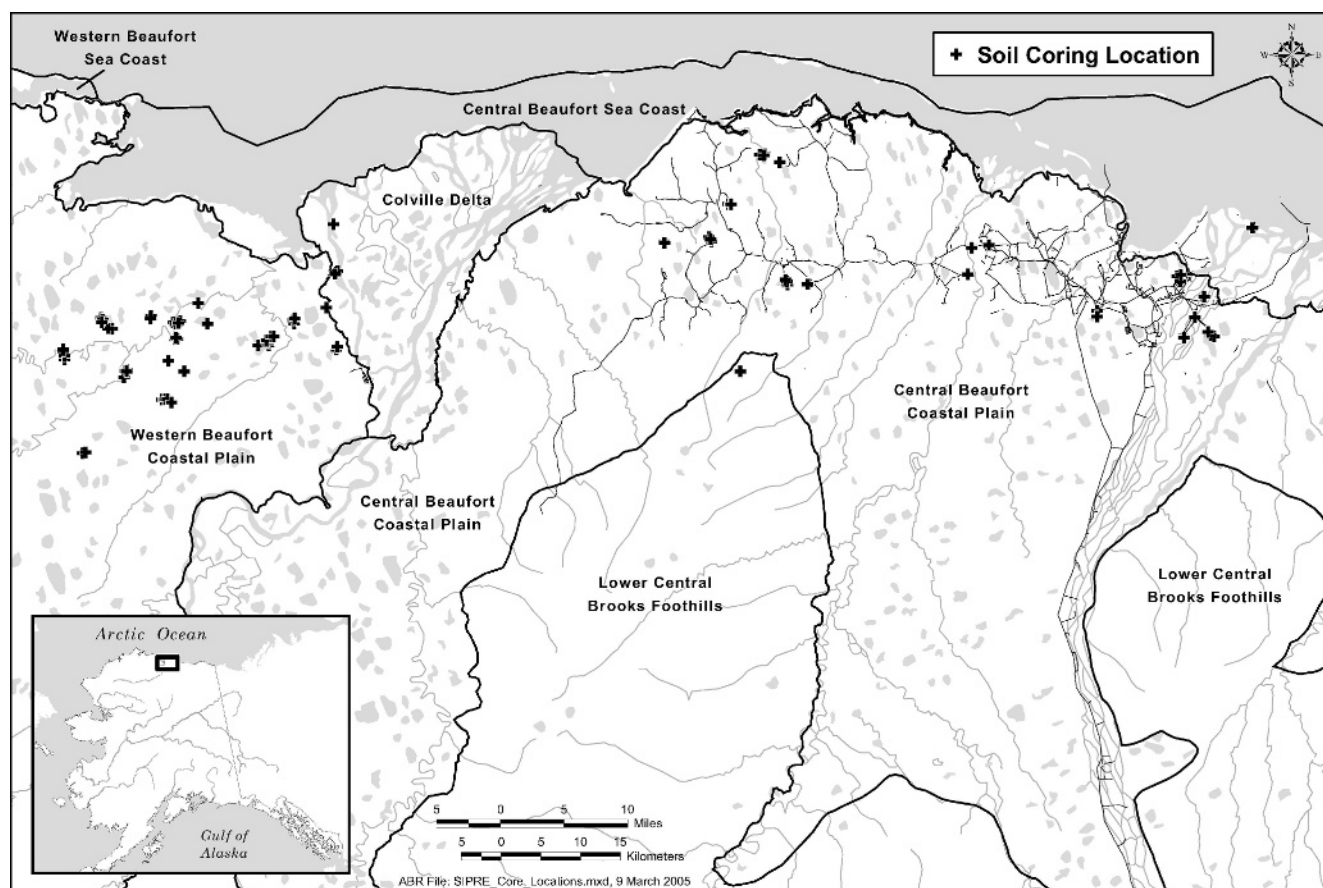 Western Beaufort
Sea Coast
N
W
E
S
+ Soil Coring Location
Central Beaufort Sea Coast
Colville Delta
Western Beaufort
Coastal Plain
Central Beaufort
Coastal Plain
Central Beaufort
Coastal Plain
Lower Central
Brooks Foothills
Lower Central
Brooks Foothills
Arctic Ocean
Gulf of
Alaska
5 0 5 10
Miles
5 0 5 10 15
Kilometers
ABR File: SIPRE_Core_Locations.mxd, 9 March 2005